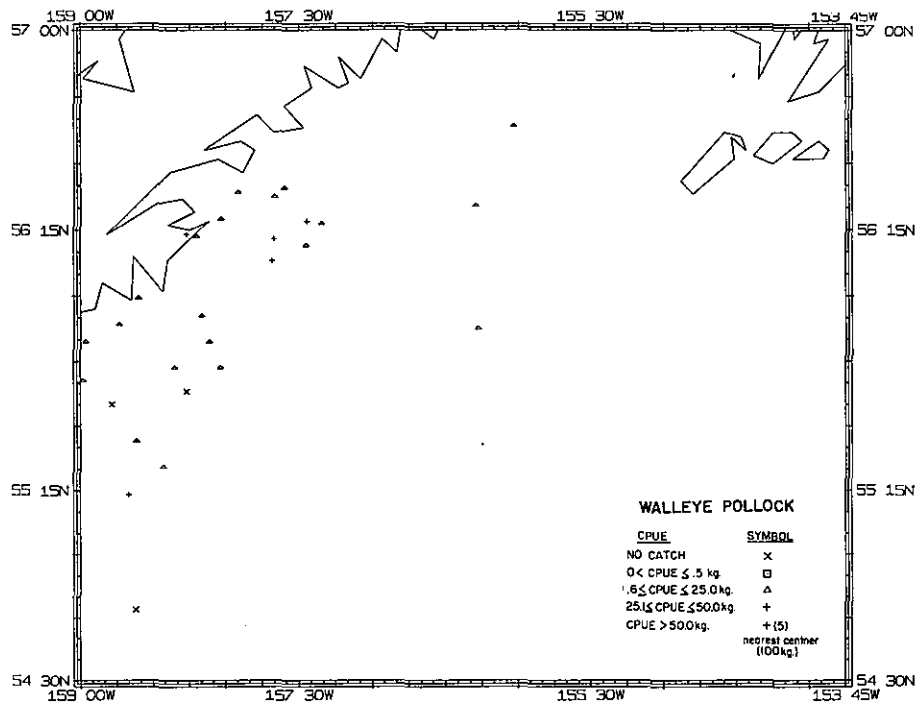 159 00W 157 30W 155 30W 153 45W
57 00N 57 00N
56 15N 56 15N
55 15N 55 15N
WALLEYE POLLOCK
CPUE SYMBOL
NO CATCH ×
0 < CPUE ≤ .5 kg. □
.6 ≤ CPUE ≤ 25.0 kg. △
25.1 ≤ CPUE ≤ 50.0 kg. +
CPUE > 50.0 kg. + (5)
nearest centner
(100 kg.)
54 30N 54 30N
159 00W 157 30W 155 30W 153 45W